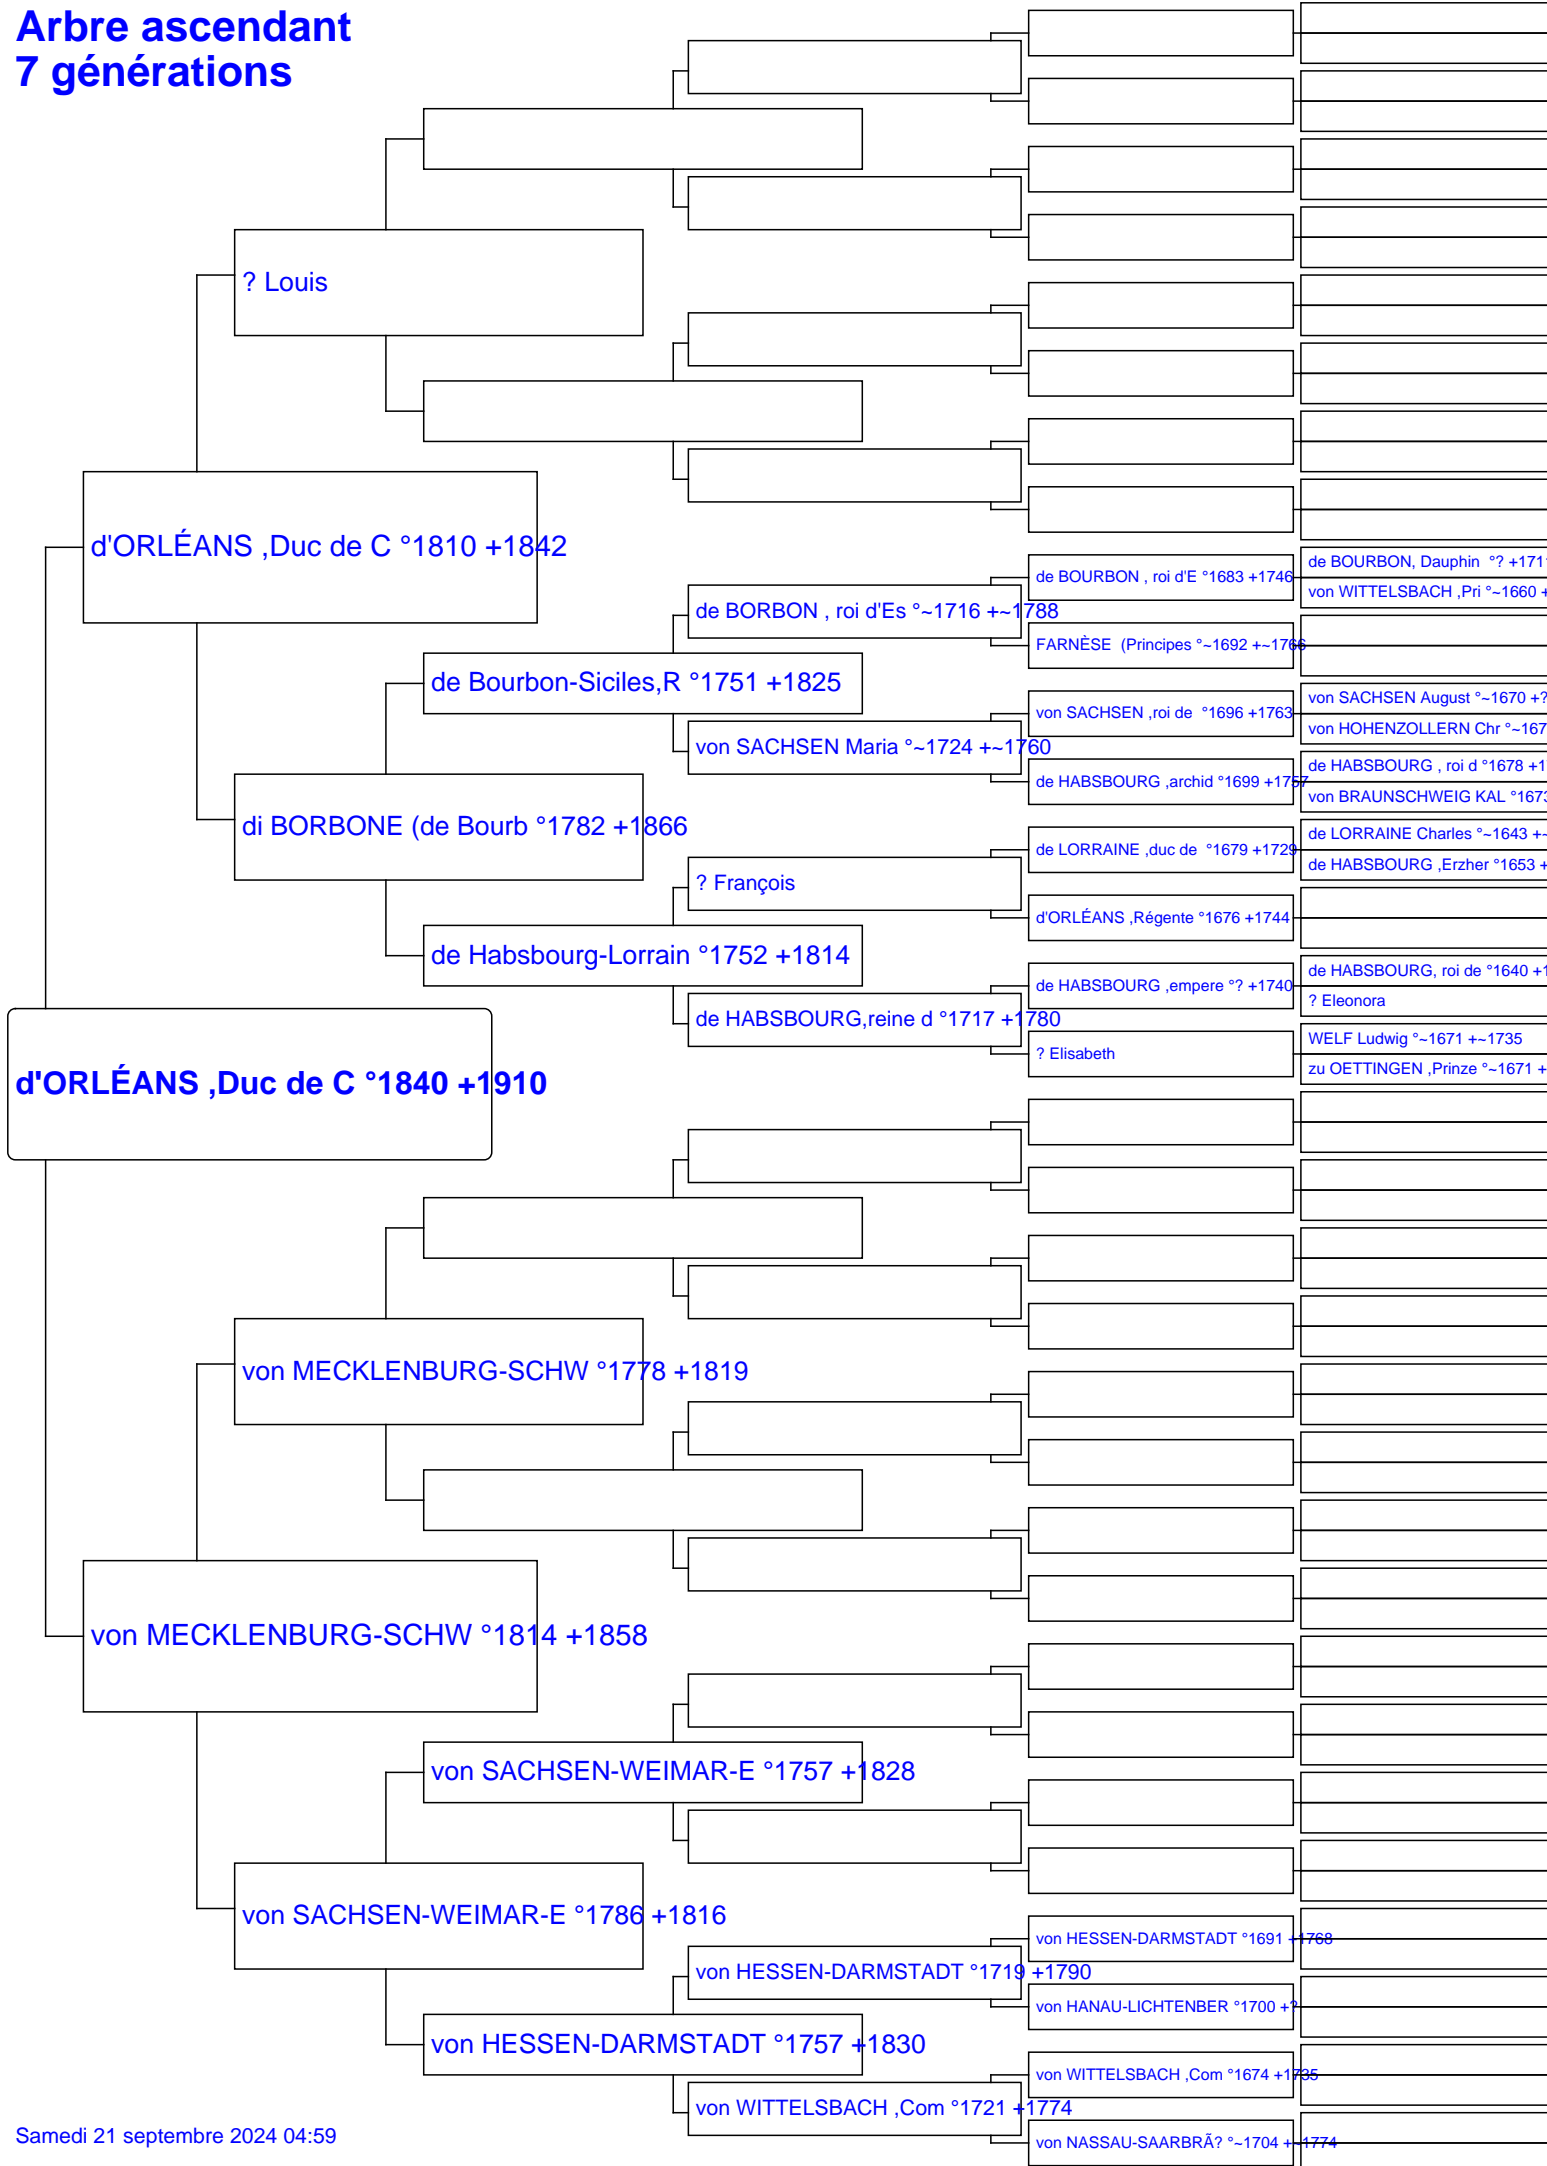 Arbre ascendant
7 générations
? Louis
d'ORLÉANS ,Duc de C °1810 +1842
de BOURBON , roi d'E °1683 +1746
de BOURBON, Dauphin  °? +171
von WITTELSBACH ,Pri °~1660 +
de BORBON , roi d'Es °~1716 +~1788
FARNÈSE  (Principes °~1692 +~1766
de Bourbon-Siciles,R °1751 +1825
von SACHSEN ,roi de  °1696 +1763
von SACHSEN August °~1670 +?
von HOHENZOLLERN Chr °~167
von SACHSEN Maria °~1724 +~1760
de HABSBOURG ,archid °1699 +1757
de HABSBOURG , roi d °1678 +1
von BRAUNSCHWEIG KAL °1673
di BORBONE (de Bourb °1782 +1866
de LORRAINE ,duc de  °1679 +1729
de LORRAINE Charles °~1643 +~
de HABSBOURG ,Erzher °1653 +
? François
d'ORLÉANS ,Régente °1676 +1744
de Habsbourg-Lorrain °1752 +1814
de HABSBOURG ,empere °? +1740
de HABSBOURG, roi de °1640 +1
? Eleonora
de HABSBOURG,reine d °1717 +1780
? Elisabeth
WELF Ludwig °~1671 +~1735
zu OETTINGEN ,Prinze °~1671 +
d'ORLÉANS ,Duc de C °1840 +1910
von MECKLENBURG-SCHW °1778 +1819
von MECKLENBURG-SCHW °1814 +1858
von SACHSEN-WEIMAR-E °1757 +1828
von SACHSEN-WEIMAR-E °1786 +1816
von HESSEN-DARMSTADT °1691 +1768
von HESSEN-DARMSTADT °1719 +1790
von HANAU-LICHTENBER °1700 +?
von HESSEN-DARMSTADT °1757 +1830
von WITTELSBACH ,Com °1674 +1735
von WITTELSBACH ,Com °1721 +1774
von NASSAU-SAARBRÃ? °~1704 +~1774
Samedi 21 septembre 2024 04:59